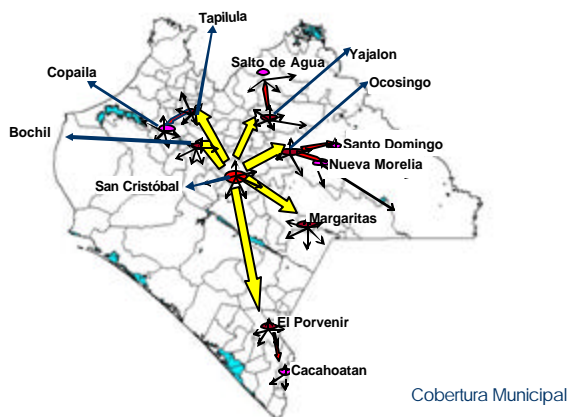 Tapilula
Salto de Agua
Yajalon
Copaila
Ocosingo
Bochil
Santo Domingo
Nueva Morelia
San Cristóbal
Margaritas
El Porvenir
Cacahoatan
Cobertura Municipal